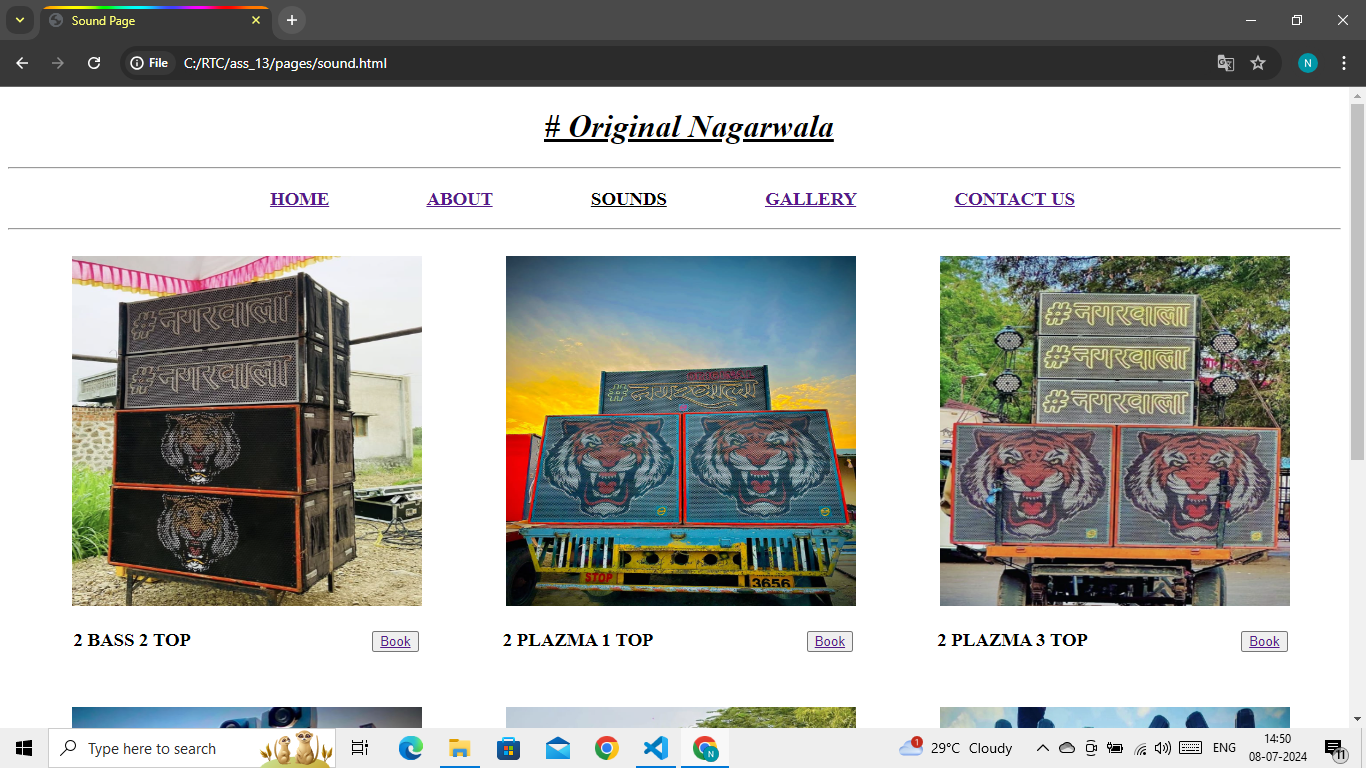 Sound Page
File C:/RTC/ass_13/pages/sound.html
N
# Original Nagarwala
HOME ABOUT SOUNDS GALLERY CONTACT US
#नगरवाला
#नगरवाला
#नगरवाला
STOP 3656
#नगरवाला
#नगरवाला
#नगरवाला
2 BASS 2 TOP Book 2 PLAZMA 1 TOP Book 2 PLAZMA 3 TOP Book
Type here to search
N
1 29°C Cloudy ENG 14:50
08-07-2024
11